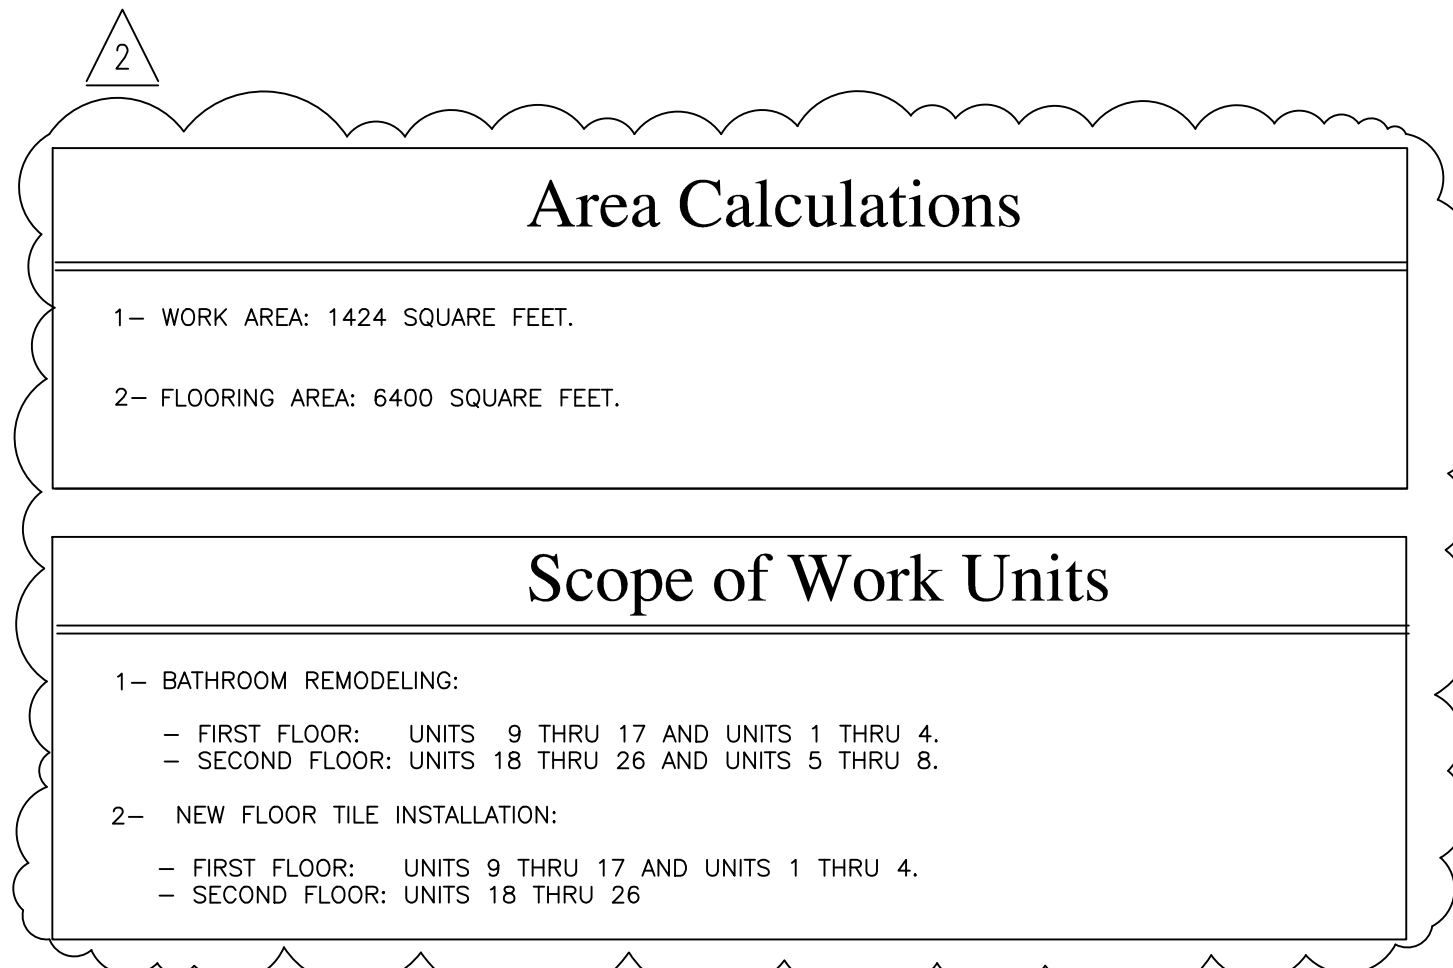 2
Area Calculations
1- WORK AREA: 1424 SQUARE FEET.
2- FLOORING AREA: 6400 SQUARE FEET.
Scope of Work Units
1- BATHROOM REMODELING:
- FIRST FLOOR: UNITS 9 THRU 17 AND UNITS 1 THRU 4.
- SECOND FLOOR: UNITS 18 THRU 26 AND UNITS 5 THRU 8.
2- NEW FLOOR TILE INSTALLATION:
- FIRST FLOOR: UNITS 9 THRU 17 AND UNITS 1 THRU 4.
- SECOND FLOOR: UNITS 18 THRU 26